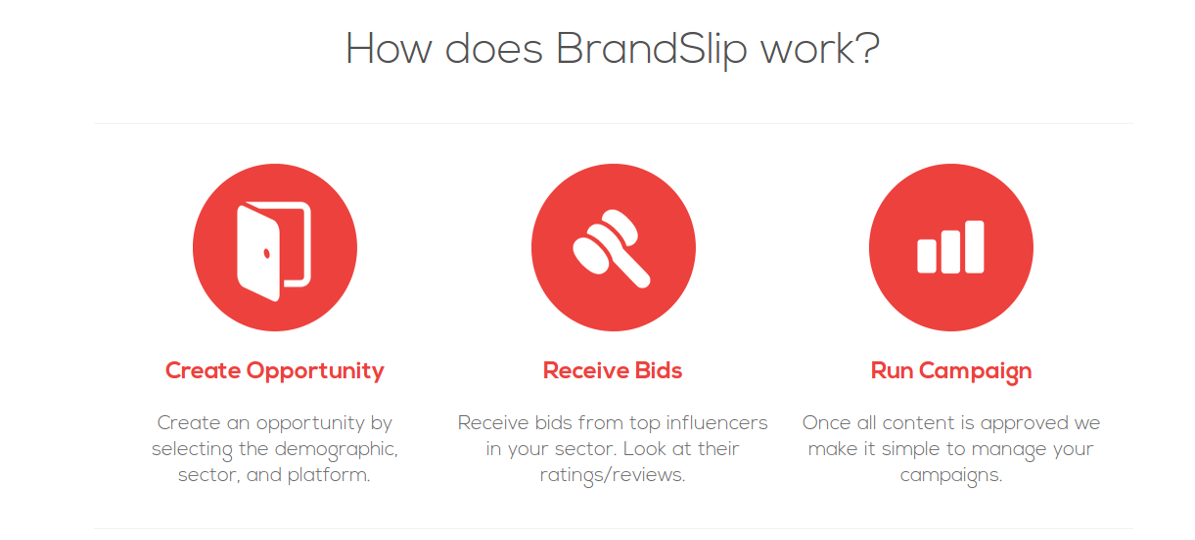 How does BrandSlip work?
Create Opportunity
Create an opportunity by
selecting the demographic,
sector, and platform.
Receive Bids
Receive bids from top influencers
in your sector. Look at their
ratings/reviews.
Run Campaign
Once all content is approved we
make it simple to manage your
campaigns.